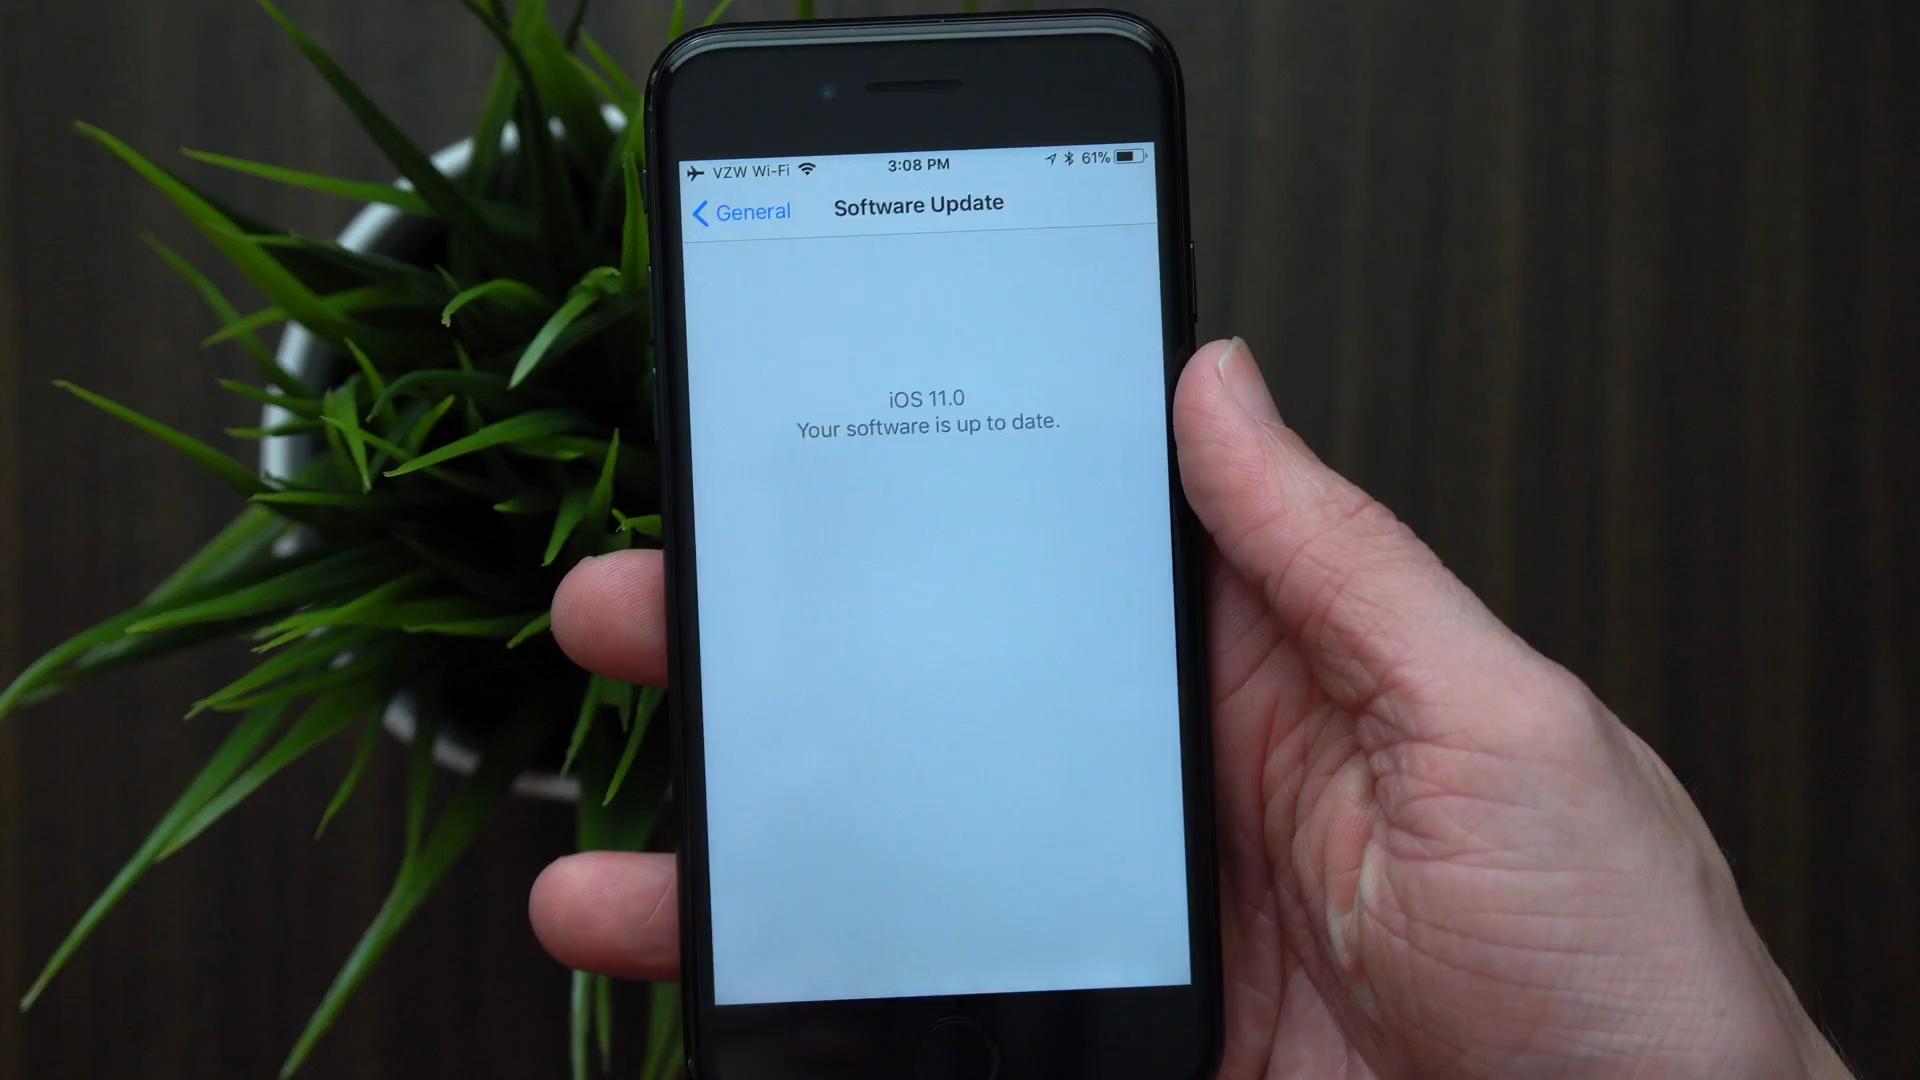 VZW Wi-Fi 3:08 PM 61%
General Software Update
iOS 11.0
Your software is up to date.